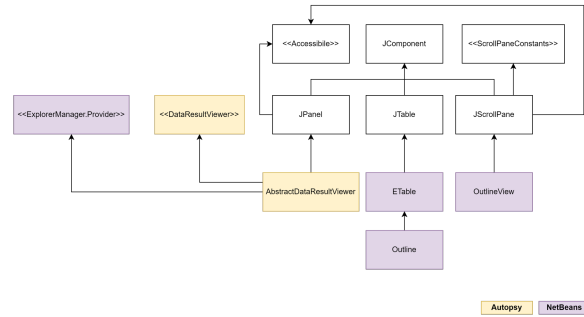 <<Accessibile>>
JComponent
<<ScrollPaneConstants>>
<<ExplorerManager.Provider>>
<<DataResultViewer>>
JPanel
JTable
JScrollPane
AbstractDataResultViewer
ETable
OutlineView
Outline
Autopsy
NetBeans